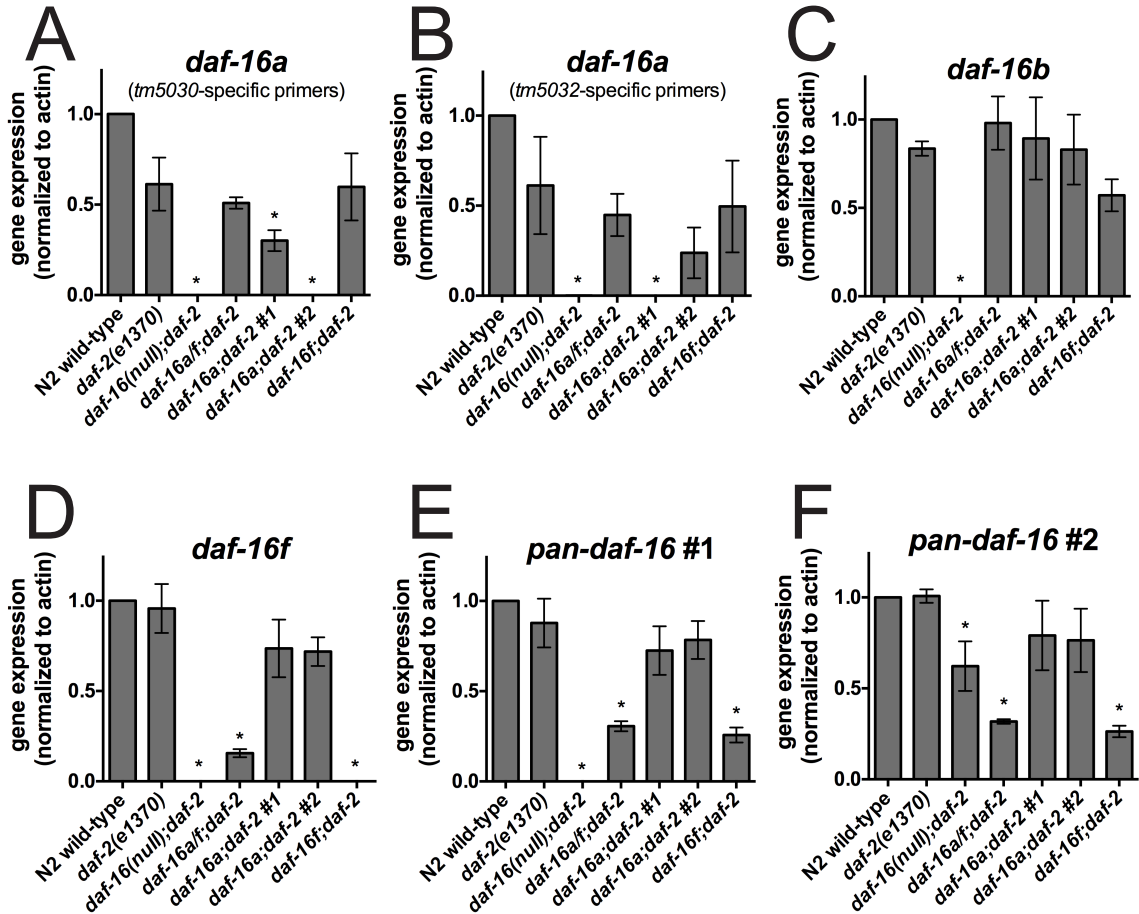 A
daf-16a
(tm5030-specific primers)
gene expression
(normalized to actin)
1.0
0.5
0.0
*
*
*
N2 wild-type
daf-2(e1370)
daf-16(null);daf-2
daf-16a/f;daf-2
daf-16a;daf-2 #1
daf-16a;daf-2 #2
daf-16f;daf-2
B
daf-16a
(tm5032-specific primers)
gene expression
(normalized to actin)
1.0
0.5
0.0
*
*
N2 wild-type
daf-2(e1370)
daf-16(null);daf-2
daf-16a/f;daf-2
daf-16a;daf-2 #1
daf-16a;daf-2 #2
daf-16f;daf-2
C
daf-16b
gene expression
(normalized to actin)
1.0
0.5
0.0
*
N2 wild-type
daf-2(e1370)
daf-16(null);daf-2
daf-16a/f;daf-2
daf-16a;daf-2 #1
daf-16a;daf-2 #2
daf-16f;daf-2
D
daf-16f
gene expression
(normalized to actin)
1.0
0.5
0.0
*
*
*
N2 wild-type
daf-2(e1370)
daf-16(null);daf-2
daf-16a/f;daf-2
daf-16a;daf-2 #1
daf-16a;daf-2 #2
daf-16f;daf-2
E
pan-daf-16 #1
gene expression
(normalized to actin)
1.0
0.5
0.0
*
*
*
N2 wild-type
daf-2(e1370)
daf-16(null);daf-2
daf-16a/f;daf-2
daf-16a;daf-2 #1
daf-16a;daf-2 #2
daf-16f;daf-2
F
pan-daf-16 #2
gene expression
(normalized to actin)
1.0
0.5
0.0
*
*
*
N2 wild-type
daf-2(e1370)
daf-16(null);daf-2
daf-16a/f;daf-2
daf-16a;daf-2 #1
daf-16a;daf-2 #2
daf-16f;daf-2